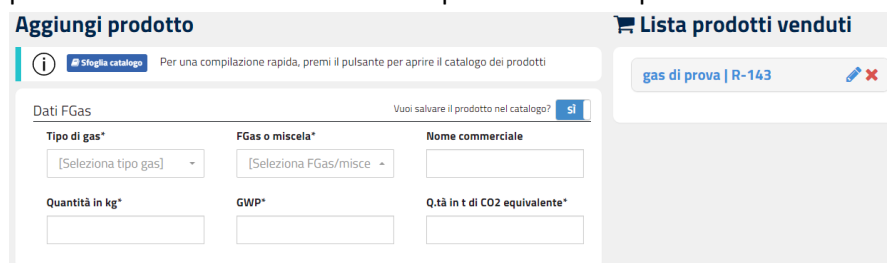 Aggiungi prodotto
Sfoglia catalogo Per una compilazione rapida, premi il pulsante per aprire il catalogo dei prodotti
Dati FGas
Vuoi salvare il prodotto nel catalogo? SÌ
Tipo di gas* FGas o miscela* Nome commerciale
[Seleziona tipo gas] [Seleziona FGas/misce
Quantità in kg* GWP* Q.tà in t di CO2 equivalente*
Lista prodotti venduti
gas di prova | R-143